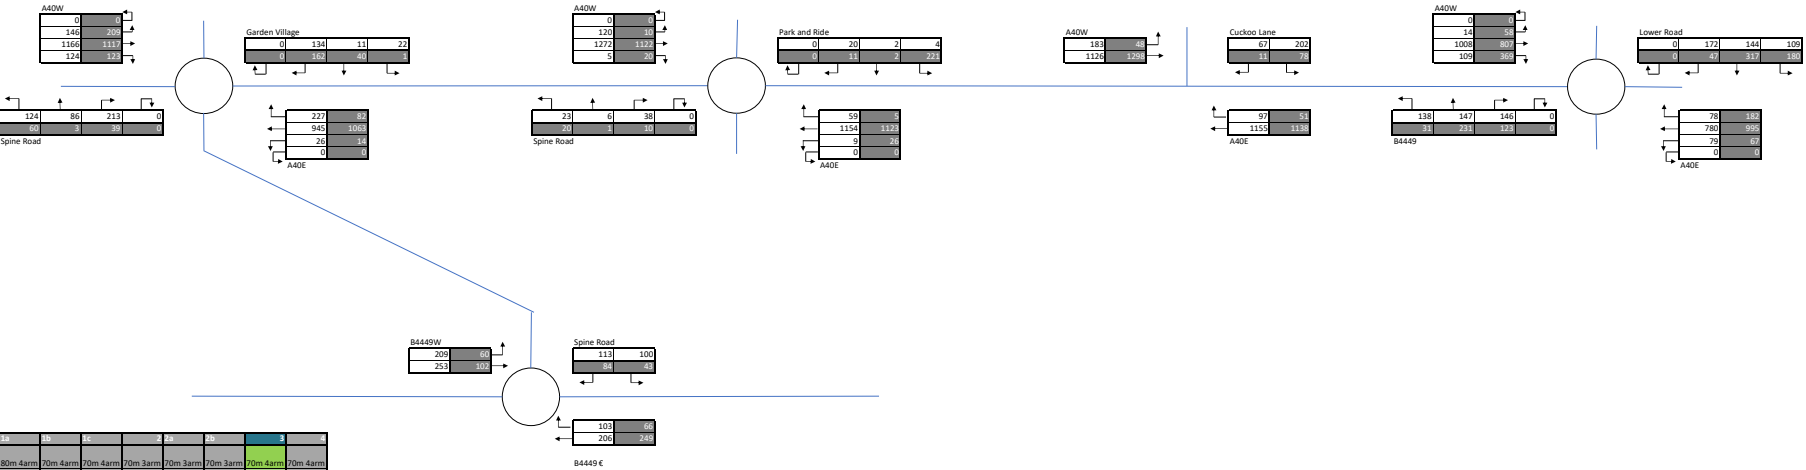 A40W
0 0
146 209
1166 1117
124 123
Garden Village
0 134 11 22
0 162 40 1
124 86 213 0
60 3 39 0
Spine Road
227 82
945 1063
26 14
0 0
A40E
A40W
0 0
120 10
1272 1122
5 20
Park and Ride
0 20 2 4
0 11 2 221
23 6 38 0
20 1 10 0
Spine Road
59 5
1154 1123
9 26
0 0
A40E
A40W
183 48
1126 1298
Cuckoo Lane
67 202
11 78
97 51
1155 1138
A40E
A40W
0 0
14 58
1008 807
109 369
Lower Road
0 172 144 109
0 47 317 180
138 147 146 0
31 231 123 0
B4449
78 182
780 995
79 67
0 0
A40E
B4449W
209 60
253 102
Spine Road
113 100
84 43
103 66
206 249
B4449 €
1a 1b 1c 2 2a 2b 3 4
80m 4arm 70m 4arm 70m 4arm 70m 3arm 70m 3arm 70m 3arm 70m 4arm 70m 4arm